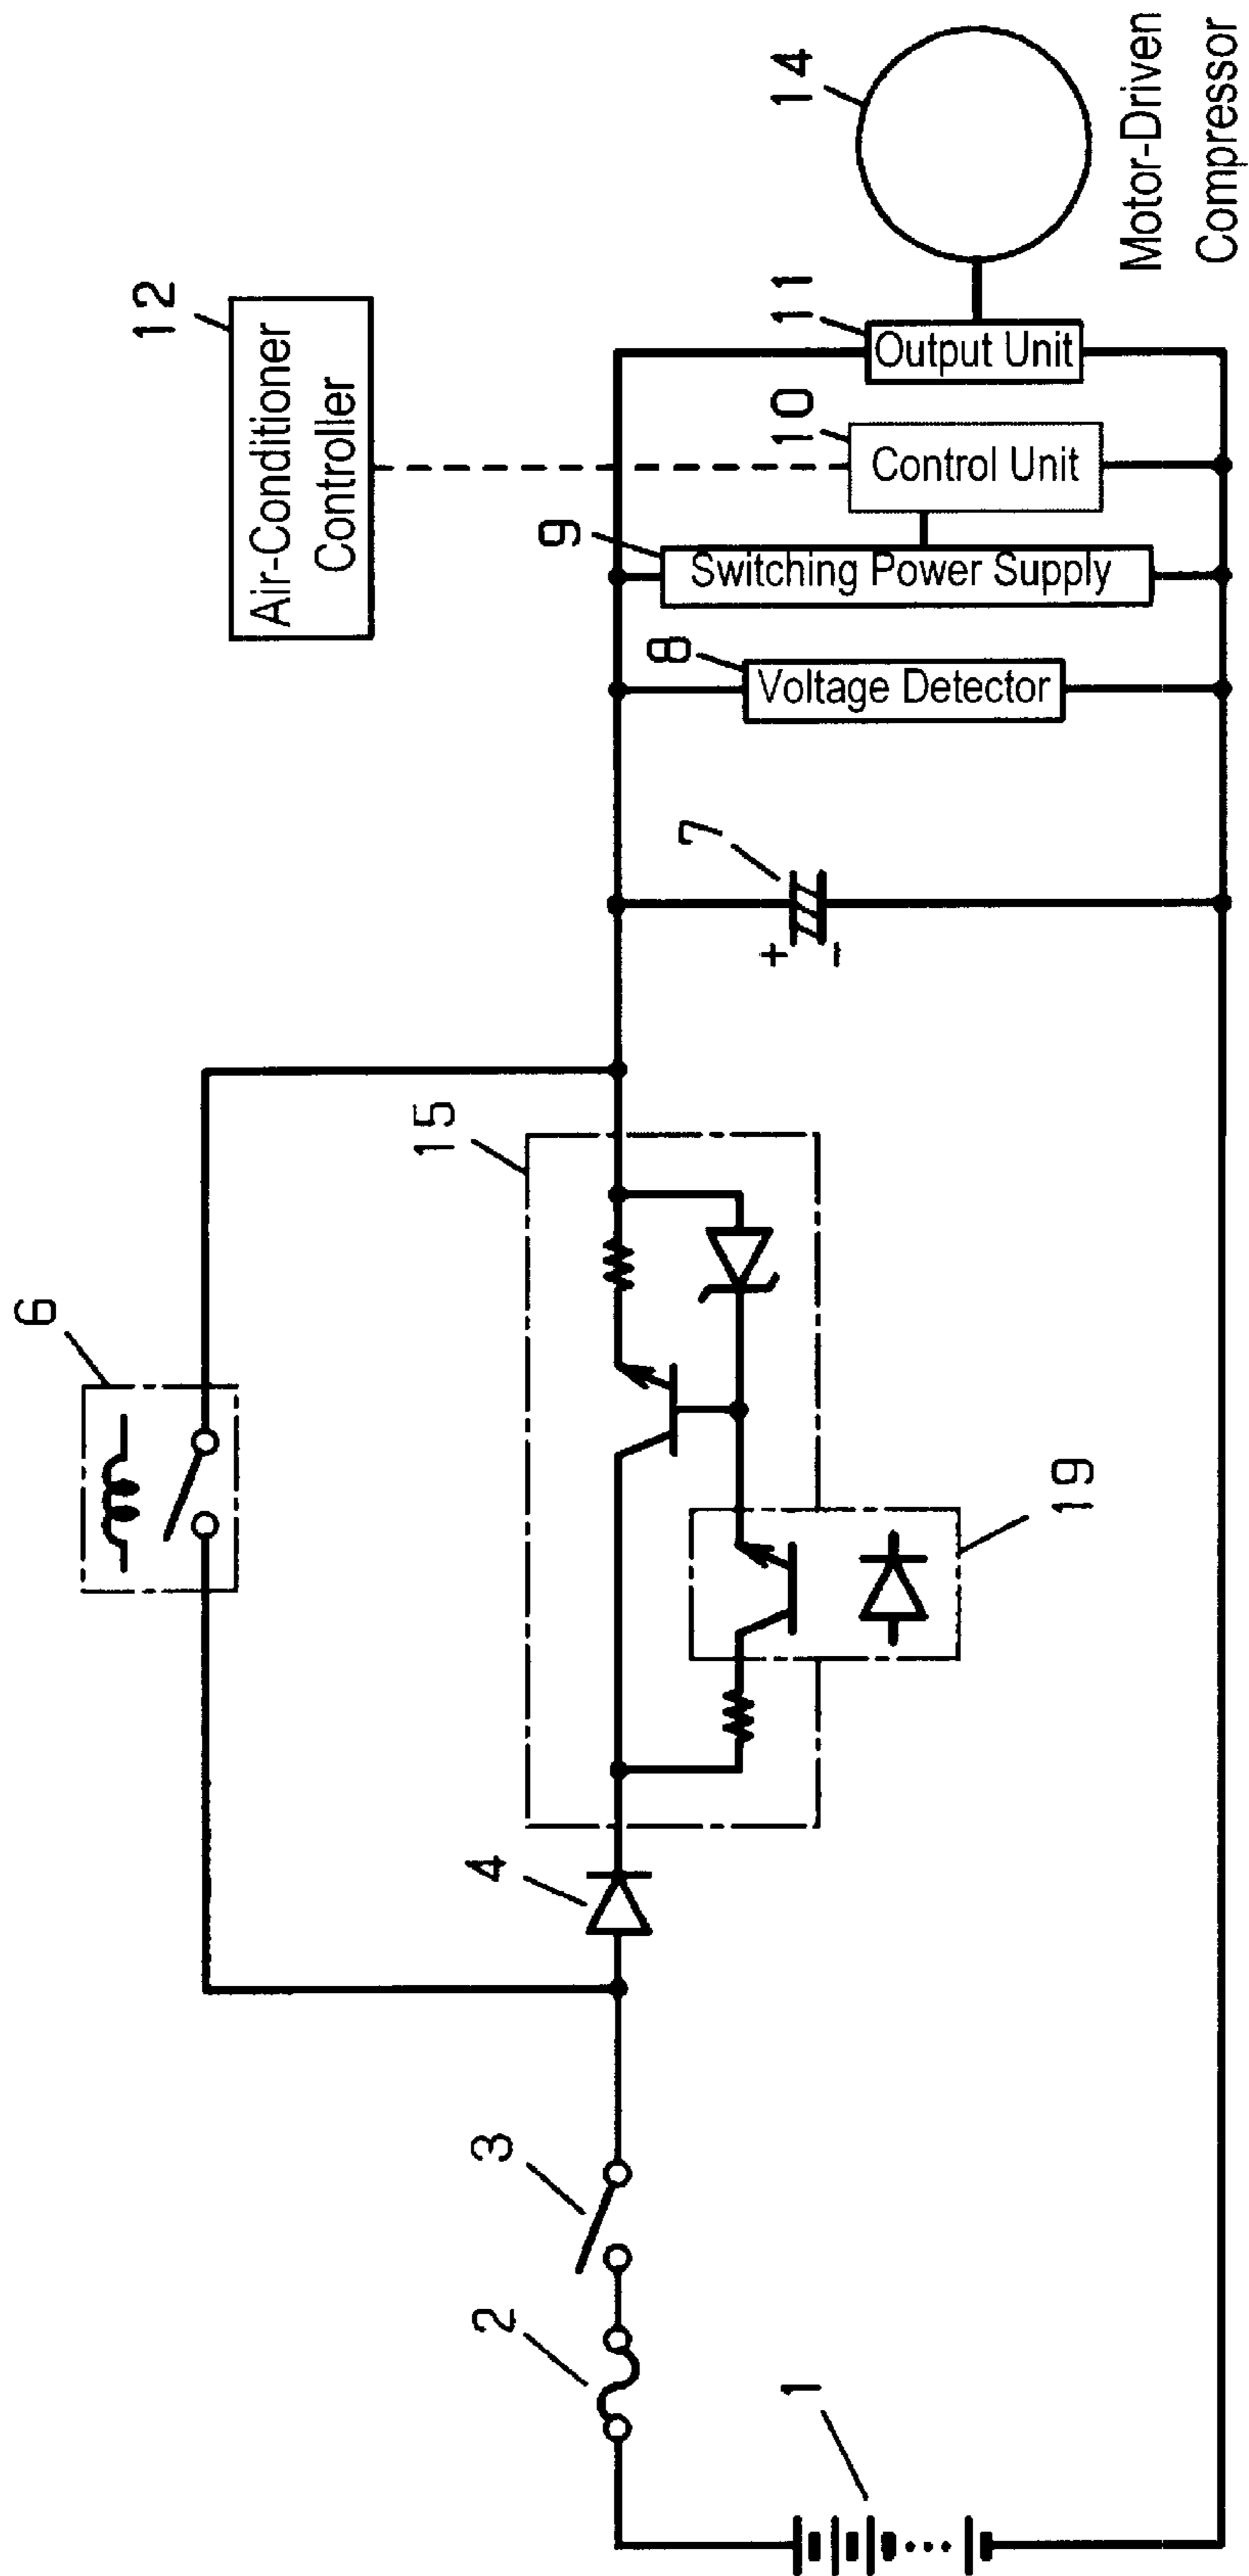 6
12
Air-Conditioner
Controller
2
3
4
15
7
+
-
8
Voltage Detector
9
Switching Power Supply
10
Control Unit
11
Output Unit
14
1
19
Motor-Driven
Compressor